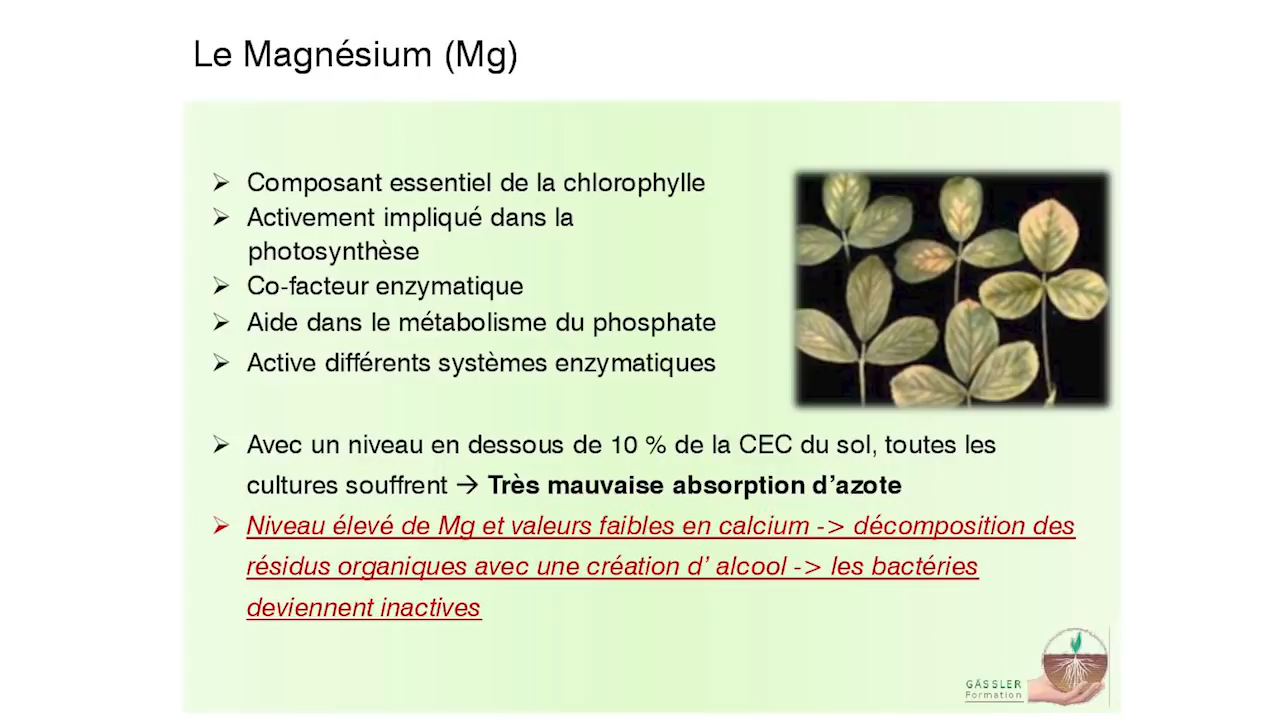 Le Magnésium (Mg)
➢ Composant essentiel de la chlorophylle
➢ Activement impliqué dans la
photosynthèse
➢ Co-facteur enzymatique
➢ Aide dans le métabolisme du phosphate
➢ Active différents systèmes enzymatiques
➢ Avec un niveau en dessous de 10 % de la CEC du sol, toutes les
cultures souffrent → Très mauvaise absorption d’azote
➢ Niveau élevé de Mg et valeurs faibles en calcium -> décomposition des
résidus organiques avec une création d’ alcool -> les bactéries
deviennent inactives
GÄSSLER
Formation